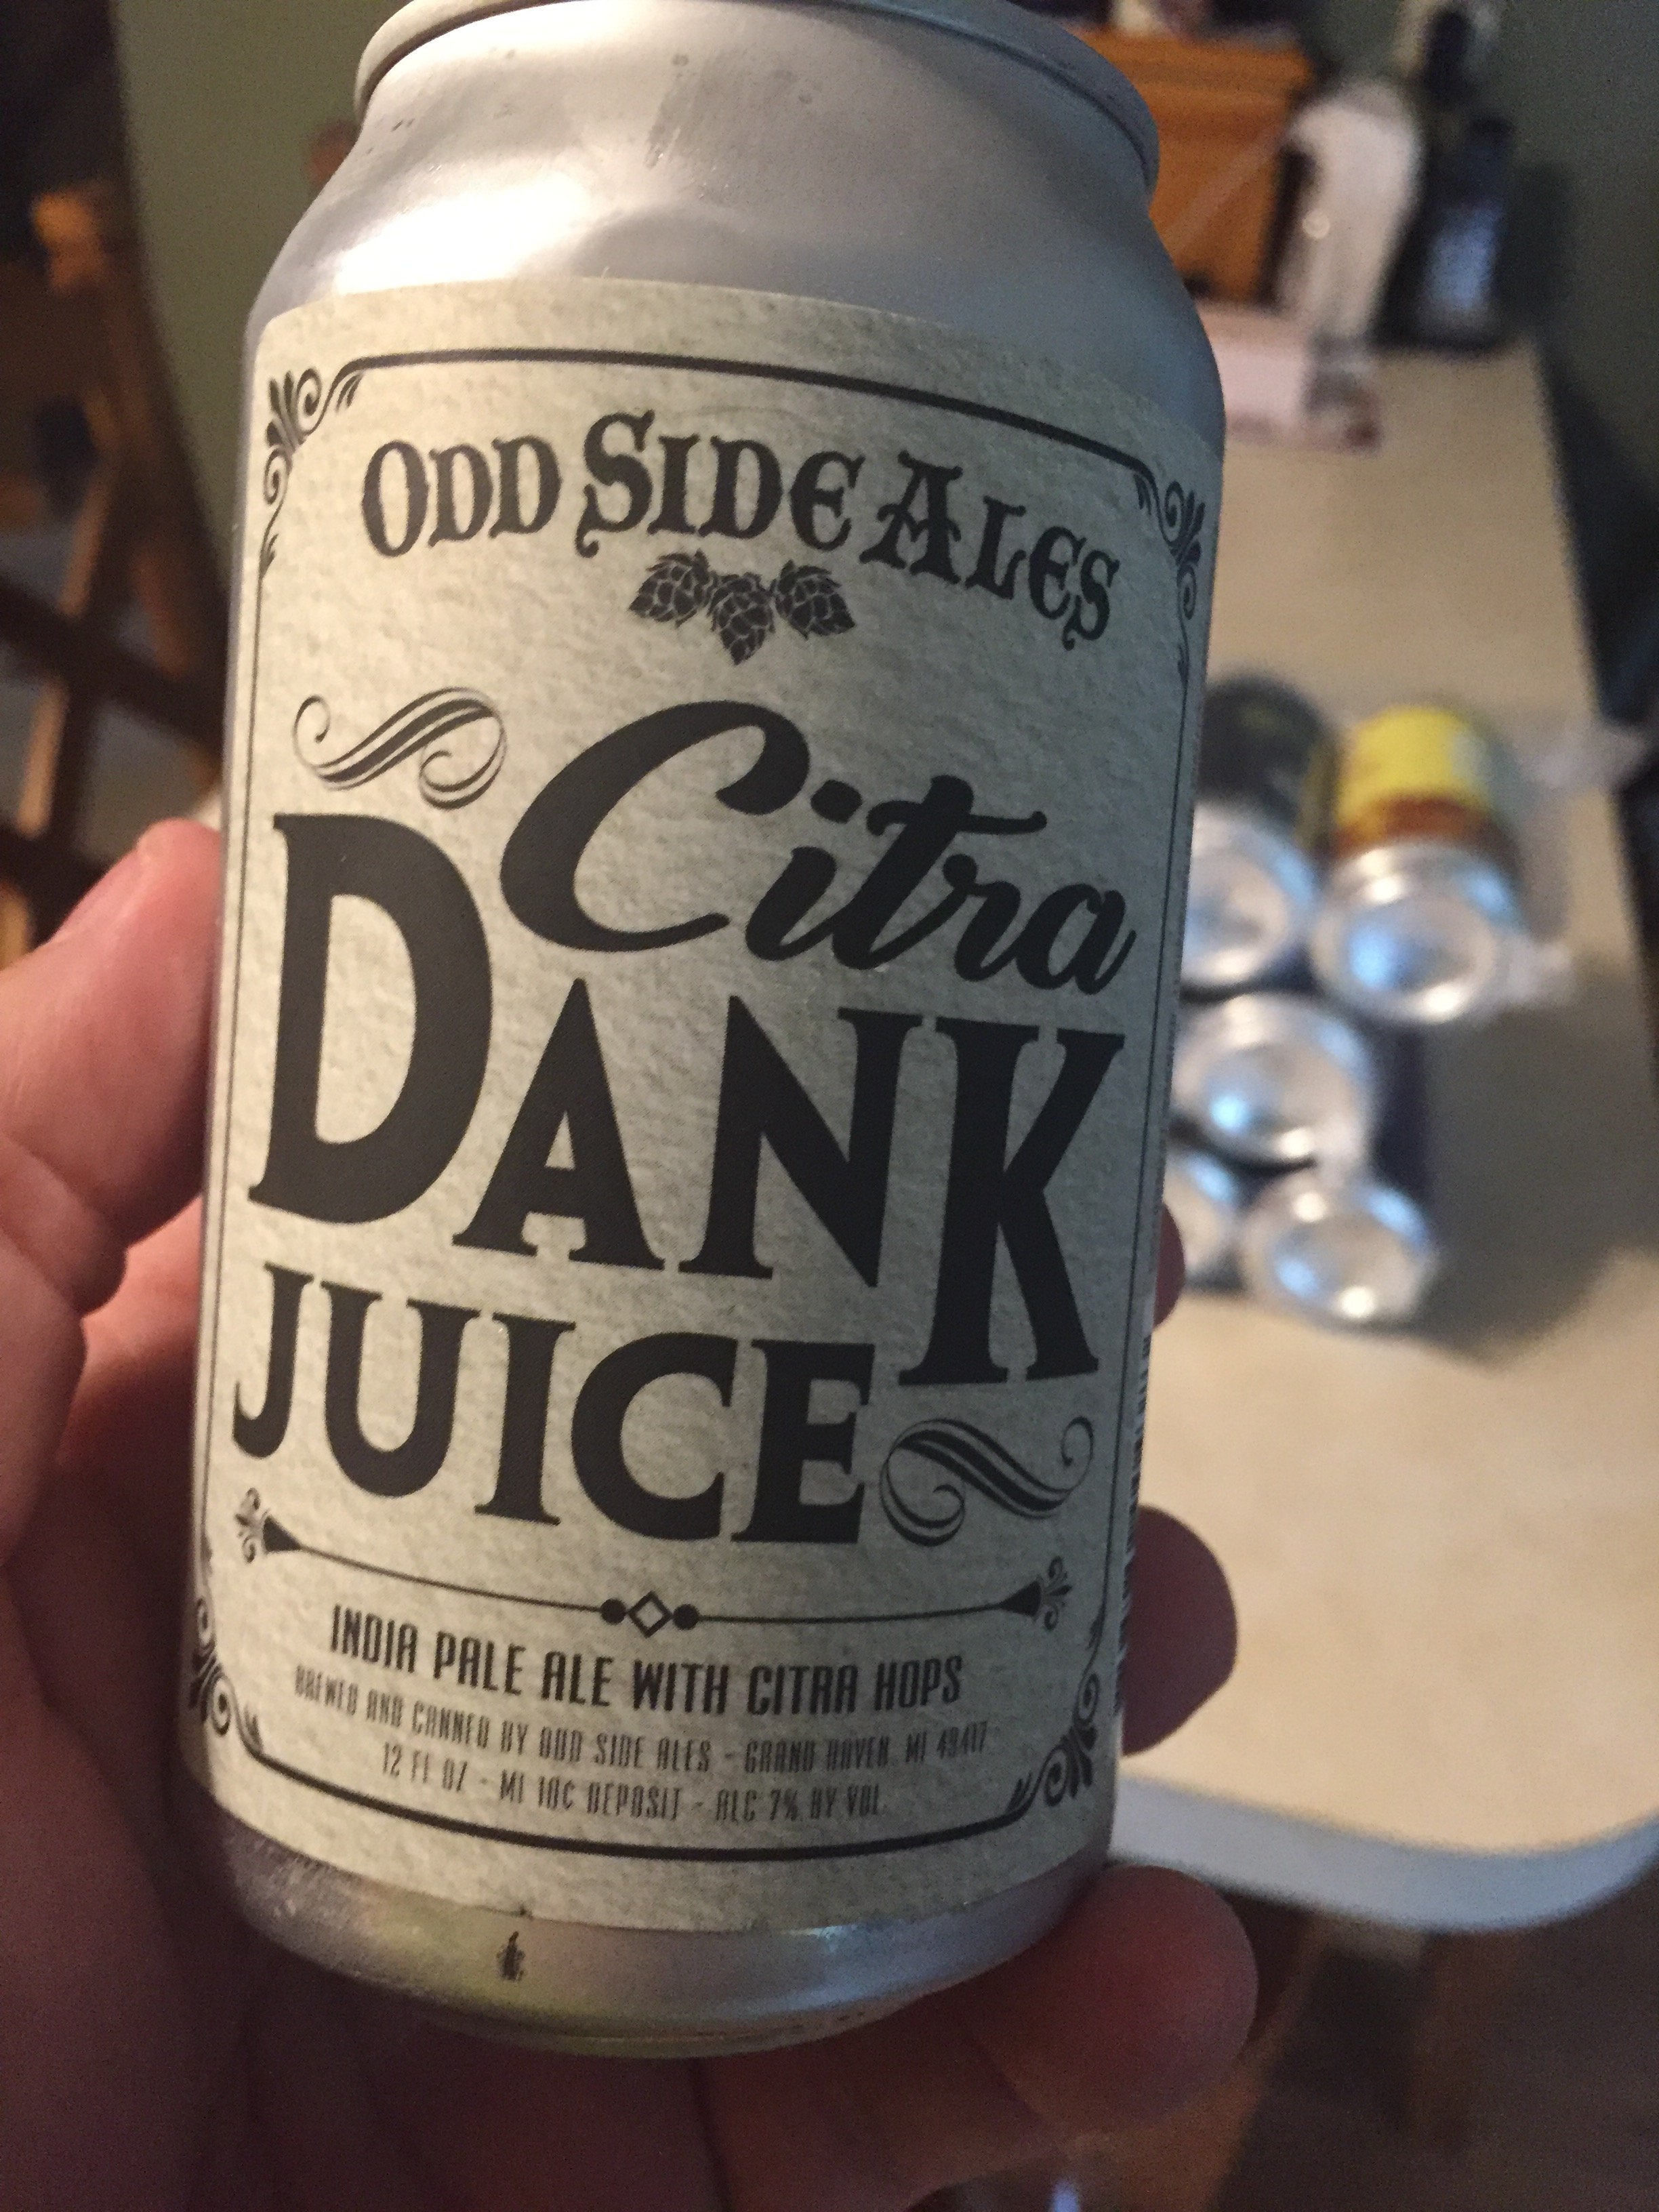 ODD SIDE ALES
Citra
DANK
JUICE
INDIA PALE ALE WITH CITRA HOPS
BREWED AND CANNED BY ODD SIDE ALES - GRAND HAVEN, MI 49417
12 FL OZ - MI 10¢ DEPOSIT - ALC 7% BY VOL